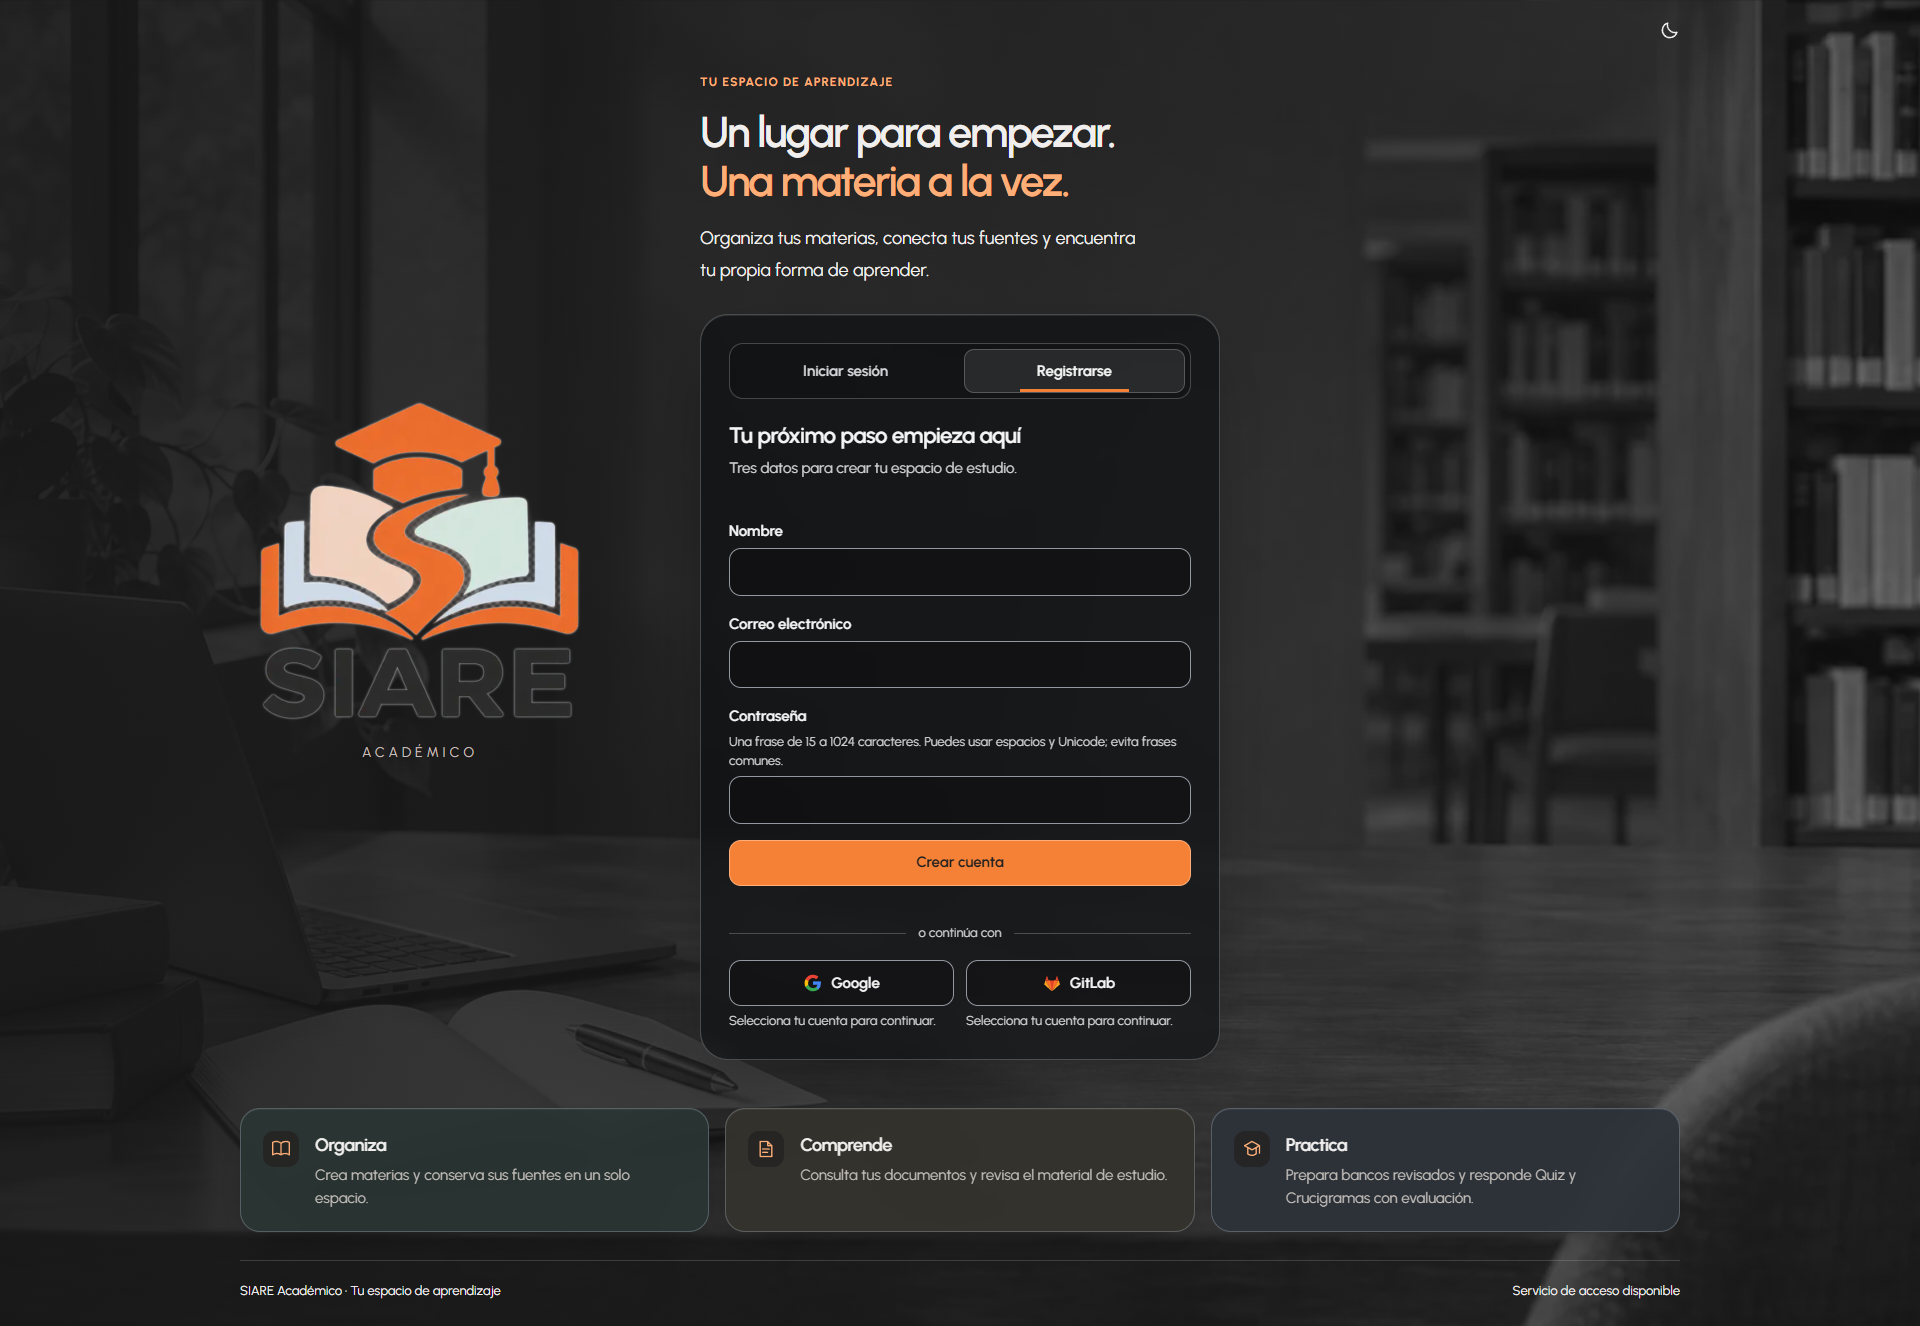 TU ESPACIO DE APRENDIZAJE
Un lugar para empezar.
Una materia a la vez.
Organiza tus materias, conecta tus fuentes y encuentra
tu propia forma de aprender.
SIARE
ACADÉMICO
Iniciar sesión
Registrarse
Tu próximo paso empieza aquí
Tres datos para crear tu espacio de estudio.
Nombre
Correo electrónico
Contraseña
Una frase de 15 a 1024 caracteres. Puedes usar espacios y Unicode; evita frases
comunes.
Crear cuenta
o continúa con
Google
GitLab
Selecciona tu cuenta para continuar.
Selecciona tu cuenta para continuar.
Organiza
Crea materias y conserva sus fuentes en un solo
espacio.
Comprende
Consulta tus documentos y revisa el material de estudio.
Practica
Prepara bancos revisados y responde Quiz y
Crucigramas con evaluación.
SIARE Académico · Tu espacio de aprendizaje
Servicio de acceso disponible